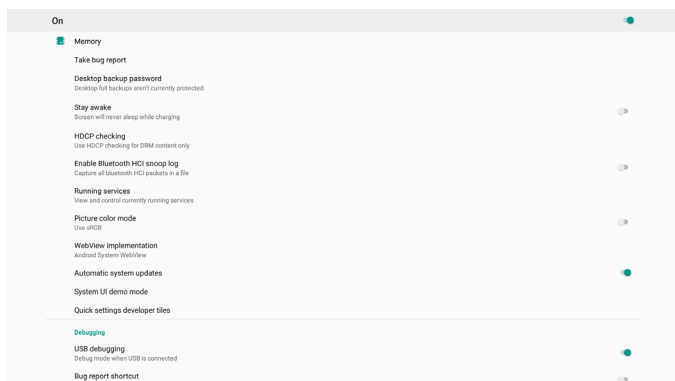 On
Memory
Take bug report
Desktop backup password
Desktop full backups aren't currently protected
Stay awake
Screen will never sleep while charging
HDCP checking
Use HDCP checking for DRM content only
Enable Bluetooth HCI snoop log
Capture all bluetooth HCI packets in a file
Running services
View and control currently running services
Picture color mode
Use sRGB
WebView implementation
Android System WebView
Automatic system updates
System UI demo mode
Quick settings developer tiles
Debugging
USB debugging
Debug mode when USB is connected
Bug report shortcut